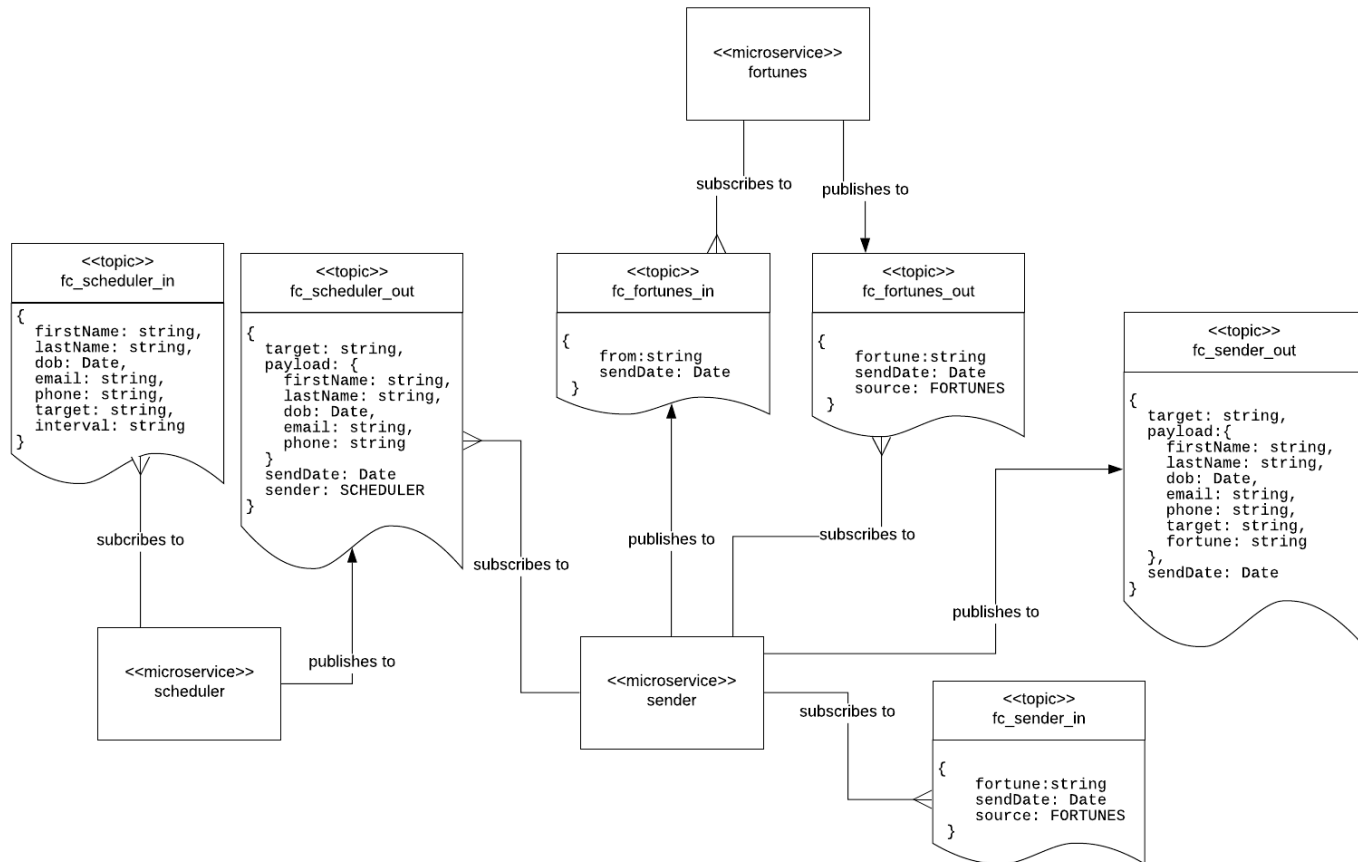 <<microservice>>
fortunes
subscribes to
publishes to
<<topic>>
fc_scheduler_in
{
firstName: string,
lastName: string,
dob: Date,
email: string,
phone: string,
target: string,
interval: string
}
<<topic>>
fc_scheduler_out
{
target: string,
payload: {
firstName: string,
lastName: string,
dob: Date,
email: string,
phone: string
}
sendDate: Date
sender: SCHEDULER
}
<<topic>>
fc_fortunes_in
{
from:string
sendDate: Date
}
<<topic>>
fc_fortunes_out
{
fortune:string
sendDate: Date
source: FORTUNES
}
<<topic>>
fc_sender_out
{
target: string,
payload:{
firstName: string,
lastName: string,
dob: Date,
email: string,
phone: string,
target: string,
fortune: string
},
sendDate: Date
}
subcribes to
subscribes to
publishes to
subscribes to
publishes to
publishes to
<<microservice>>
scheduler
<<microservice>>
sender
subscribes to
<<topic>>
fc_sender_in
{
fortune:string
sendDate: Date
source: FORTUNES
}